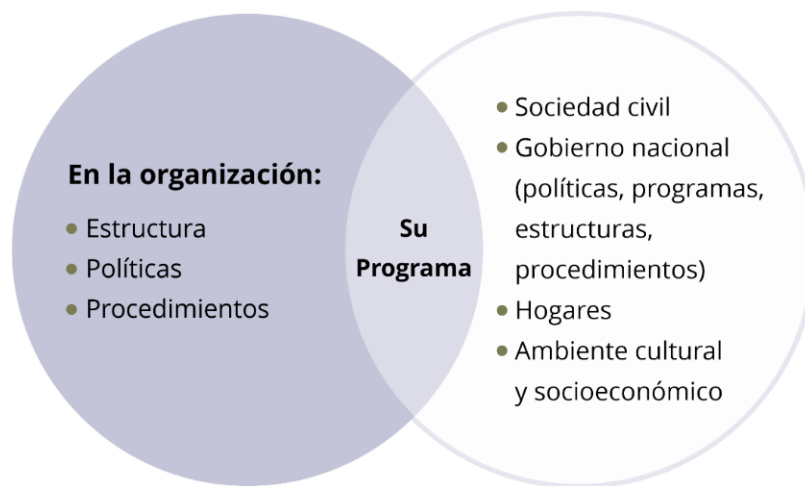 En la organización:
• Estructura
• Políticas
• Procedimientos
Su
Programa
• Sociedad civil
• Gobierno nacional
(políticas, programas,
estructuras,
procedimientos)
• Hogares
• Ambiente cultural
y socioeconómico